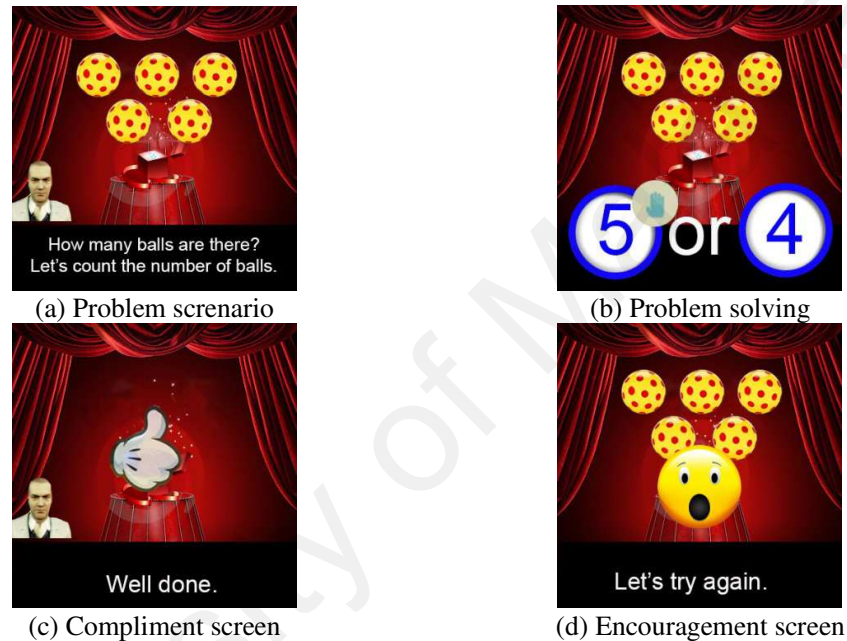 How many balls are there?
Let's count the number of balls.
(a) Problem screnario
5 or 4
(b) Problem solving
Well done.
(c) Compliment screen
Let's try again.
(d) Encouragement screen